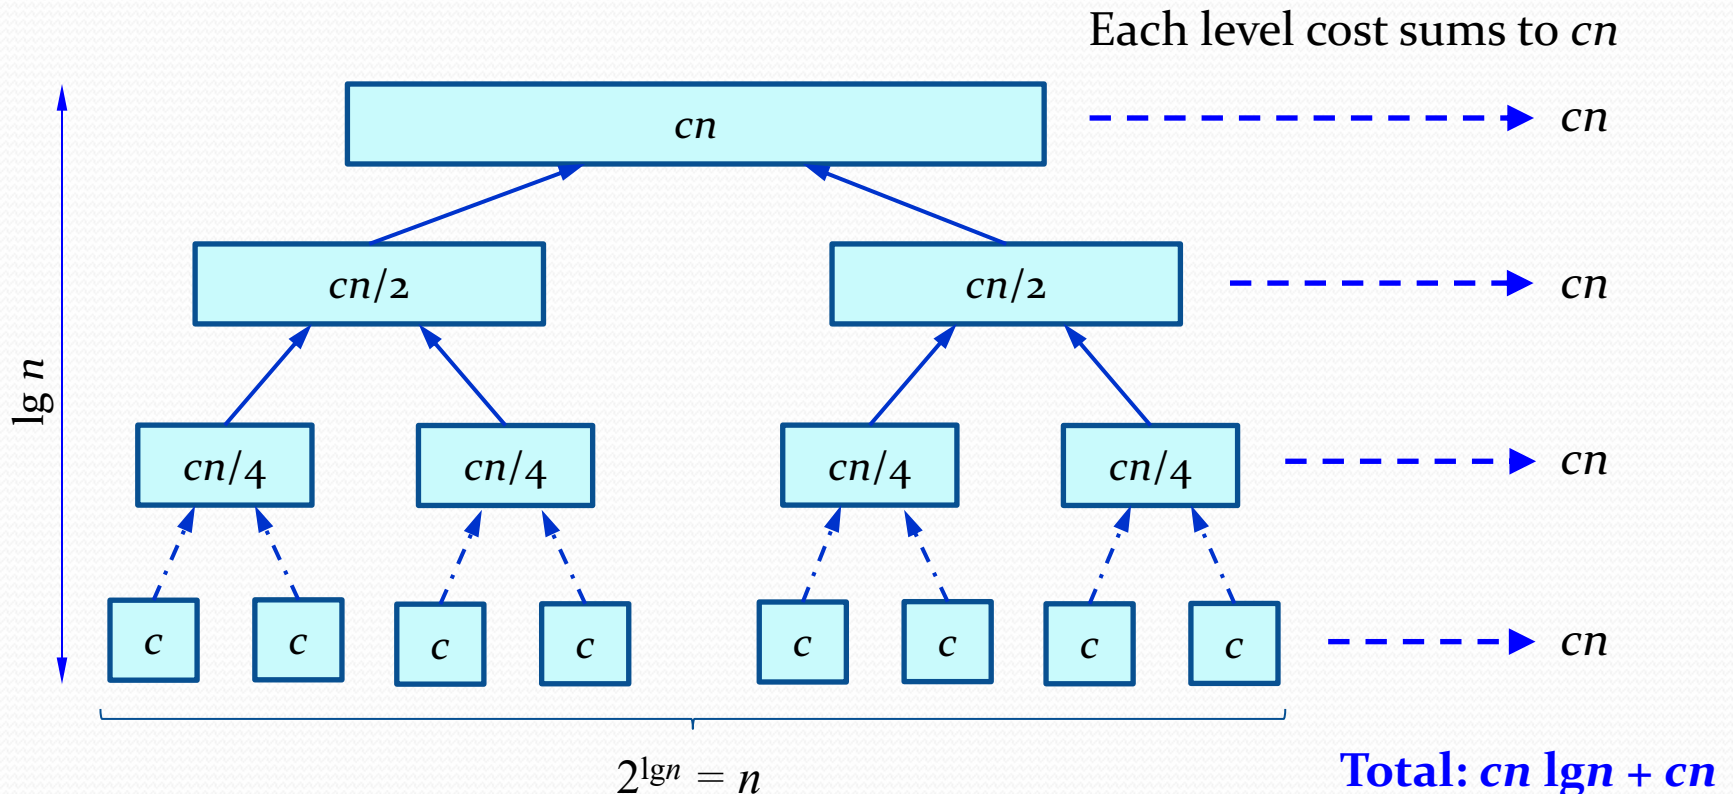 Each level cost sums to cn
cn
cn
cn/2
cn/2
cn
lg n
cn/4
cn/4
cn/4
cn/4
cn
c
c
c
c
c
c
c
c
cn
2^{lgn} = n
Total: cn lgn + cn